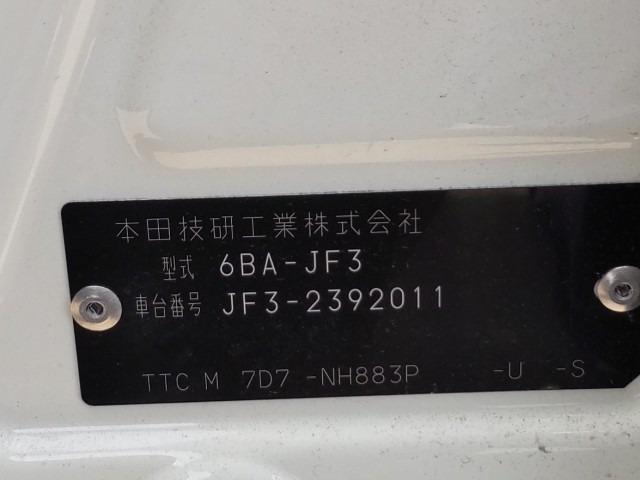 本田技研工業株式会社
型式 6BA-JF3
車台番号 JF3-2392011
TTC M 7D7 -NH883P -U -S